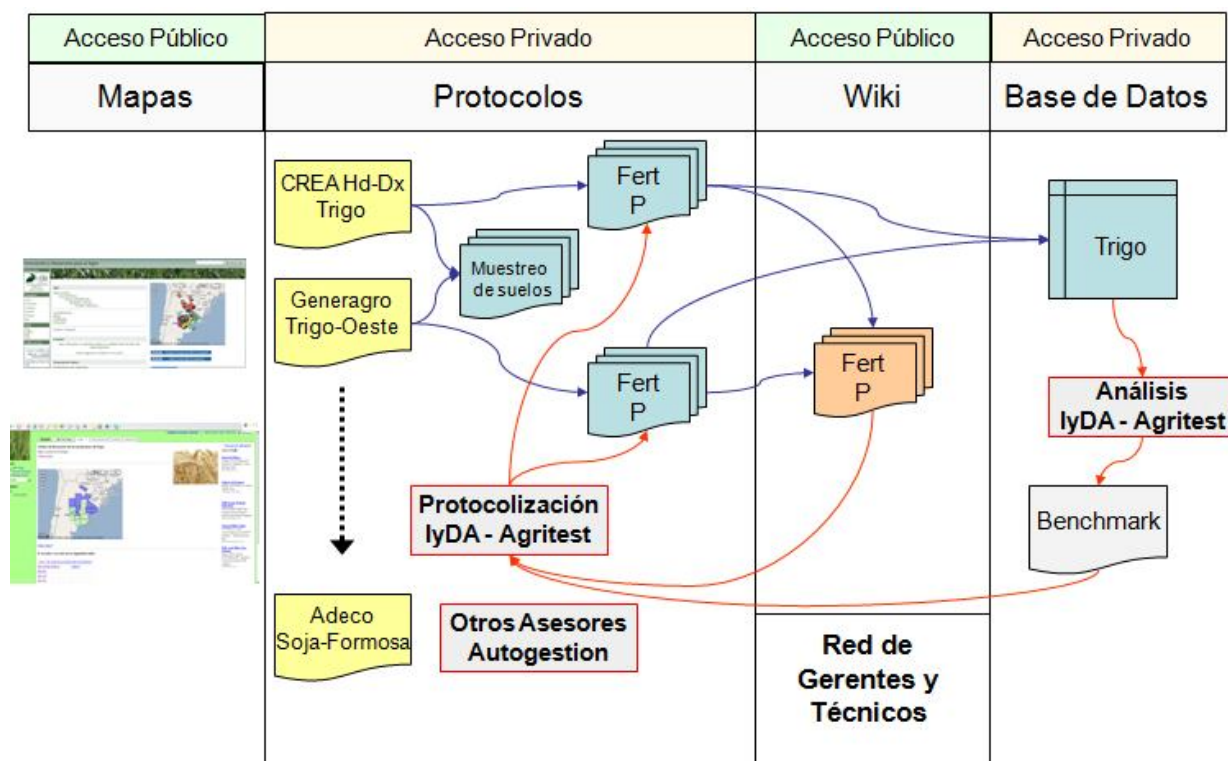 Acceso Público
Acceso Privado
Acceso Público
Acceso Privado
Mapas
Protocolos
Wiki
Base de Datos
CREA Hd-Dx
Trigo
Fert
P
Muestreo
de suelos
Trigo
Generagro
Trigo-Oeste
Fert
P
Fert
P
Análisis
IyDA - Agritest
Protocolización
IyDA - Agritest
Benchmark
Adeco
Soja-Formosa
Otros Asesores
Autogestion
Red de
Gerentes y
Técnicos